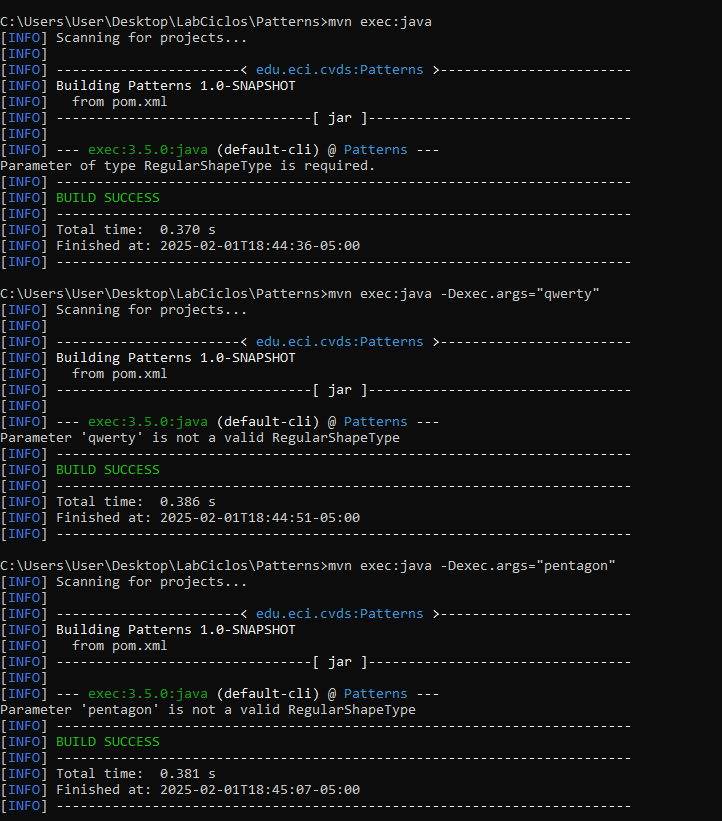 C:\Users\User\Desktop\LabCiclos\Patterns>mvn exec:java
[INFO] Scanning for projects...
[INFO]
[INFO] -----------------------< edu.eci.cvds:Patterns >------------------------
[INFO] Building Patterns 1.0-SNAPSHOT
[INFO]   from pom.xml
[INFO] --------------------------------[ jar ]---------------------------------
[INFO]
[INFO] --- exec:3.5.0:java (default-cli) @ Patterns ---
Parameter of type RegularShapeType is required.
[INFO] ------------------------------------------------------------------------
[INFO] BUILD SUCCESS
[INFO] ------------------------------------------------------------------------
[INFO] Total time:  0.370 s
[INFO] Finished at: 2025-02-01T18:44:36-05:00
[INFO] ------------------------------------------------------------------------
C:\Users\User\Desktop\LabCiclos\Patterns>mvn exec:java -Dexec.args="qwerty"
[INFO] Scanning for projects...
[INFO]
[INFO] -----------------------< edu.eci.cvds:Patterns >------------------------
[INFO] Building Patterns 1.0-SNAPSHOT
[INFO]   from pom.xml
[INFO] --------------------------------[ jar ]---------------------------------
[INFO]
[INFO] --- exec:3.5.0:java (default-cli) @ Patterns ---
Parameter 'qwerty' is not a valid RegularShapeType
[INFO] ------------------------------------------------------------------------
[INFO] BUILD SUCCESS
[INFO] ------------------------------------------------------------------------
[INFO] Total time:  0.386 s
[INFO] Finished at: 2025-02-01T18:44:51-05:00
[INFO] ------------------------------------------------------------------------
C:\Users\User\Desktop\LabCiclos\Patterns>mvn exec:java -Dexec.args="pentagon"
[INFO] Scanning for projects...
[INFO]
[INFO] -----------------------< edu.eci.cvds:Patterns >------------------------
[INFO] Building Patterns 1.0-SNAPSHOT
[INFO]   from pom.xml
[INFO] --------------------------------[ jar ]---------------------------------
[INFO]
[INFO] --- exec:3.5.0:java (default-cli) @ Patterns ---
Parameter 'pentagon' is not a valid RegularShapeType
[INFO] ------------------------------------------------------------------------
[INFO] BUILD SUCCESS
[INFO] ------------------------------------------------------------------------
[INFO] Total time:  0.381 s
[INFO] Finished at: 2025-02-01T18:45:07-05:00
[INFO] ------------------------------------------------------------------------